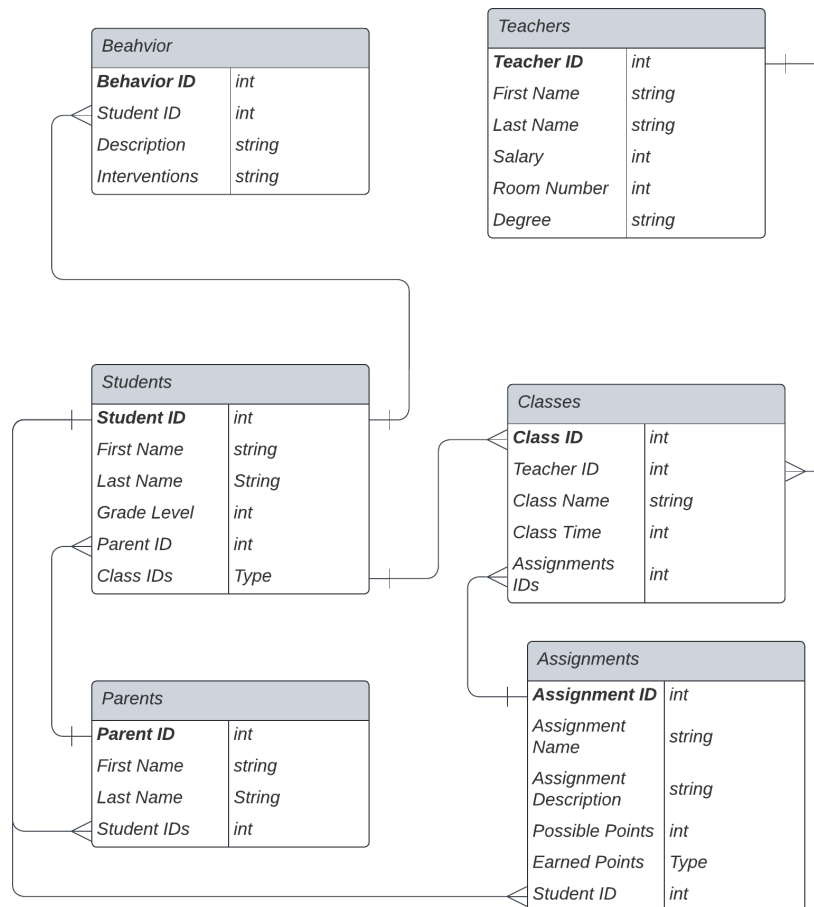 Beahvior
Behavior ID int
Student ID int
Description string
Interventions string
Teachers
Teacher ID int
First Name string
Last Name string
Salary int
Room Number int
Degree string
Students
Student ID int
First Name string
Last Name String
Grade Level int
Parent ID int
Class IDs Type
Classes
Class ID int
Teacher ID int
Class Name string
Class Time int
Assignments
IDs int
Parents
Parent ID int
First Name string
Last Name String
Student IDs int
Assignments
Assignment ID int
Assignment
Name string
Assignment
Description string
Possible Points int
Earned Points Type
Student ID int